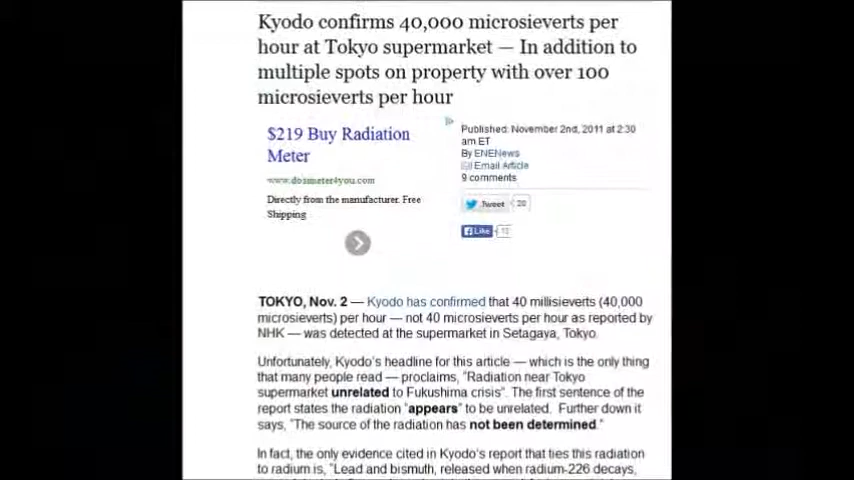 Kyodo confirms 40,000 microsieverts per
hour at Tokyo supermarket — In addition to
multiple spots on property with over 100
microsieverts per hour
$219 Buy Radiation
Meter
www.dosimeter4you.com
Directly from the manufacturer. Free
Shipping
Published: November 2nd, 2011 at 2:30
am ET
By ENENews
Email Article
9 comments
Tweet 20
Like
TOKYO, Nov. 2 — Kyodo has confirmed that 40 millisieverts (40,000
microsieverts) per hour — not 40 microsieverts per hour as reported by
NHK — was detected at the supermarket in Setagaya, Tokyo.
Unfortunately, Kyodo's headline for this article — which is the only thing
that many people read — proclaims, "Radiation near Tokyo
supermarket unrelated to Fukushima crisis". The first sentence of the
report states the radiation "appears" to be unrelated. Further down it
says, "The source of the radiation has not been determined."
In fact, the only evidence cited in Kyodo's report that ties this radiation
to radium is, "Lead and bismuth, released when radium-226 decays,